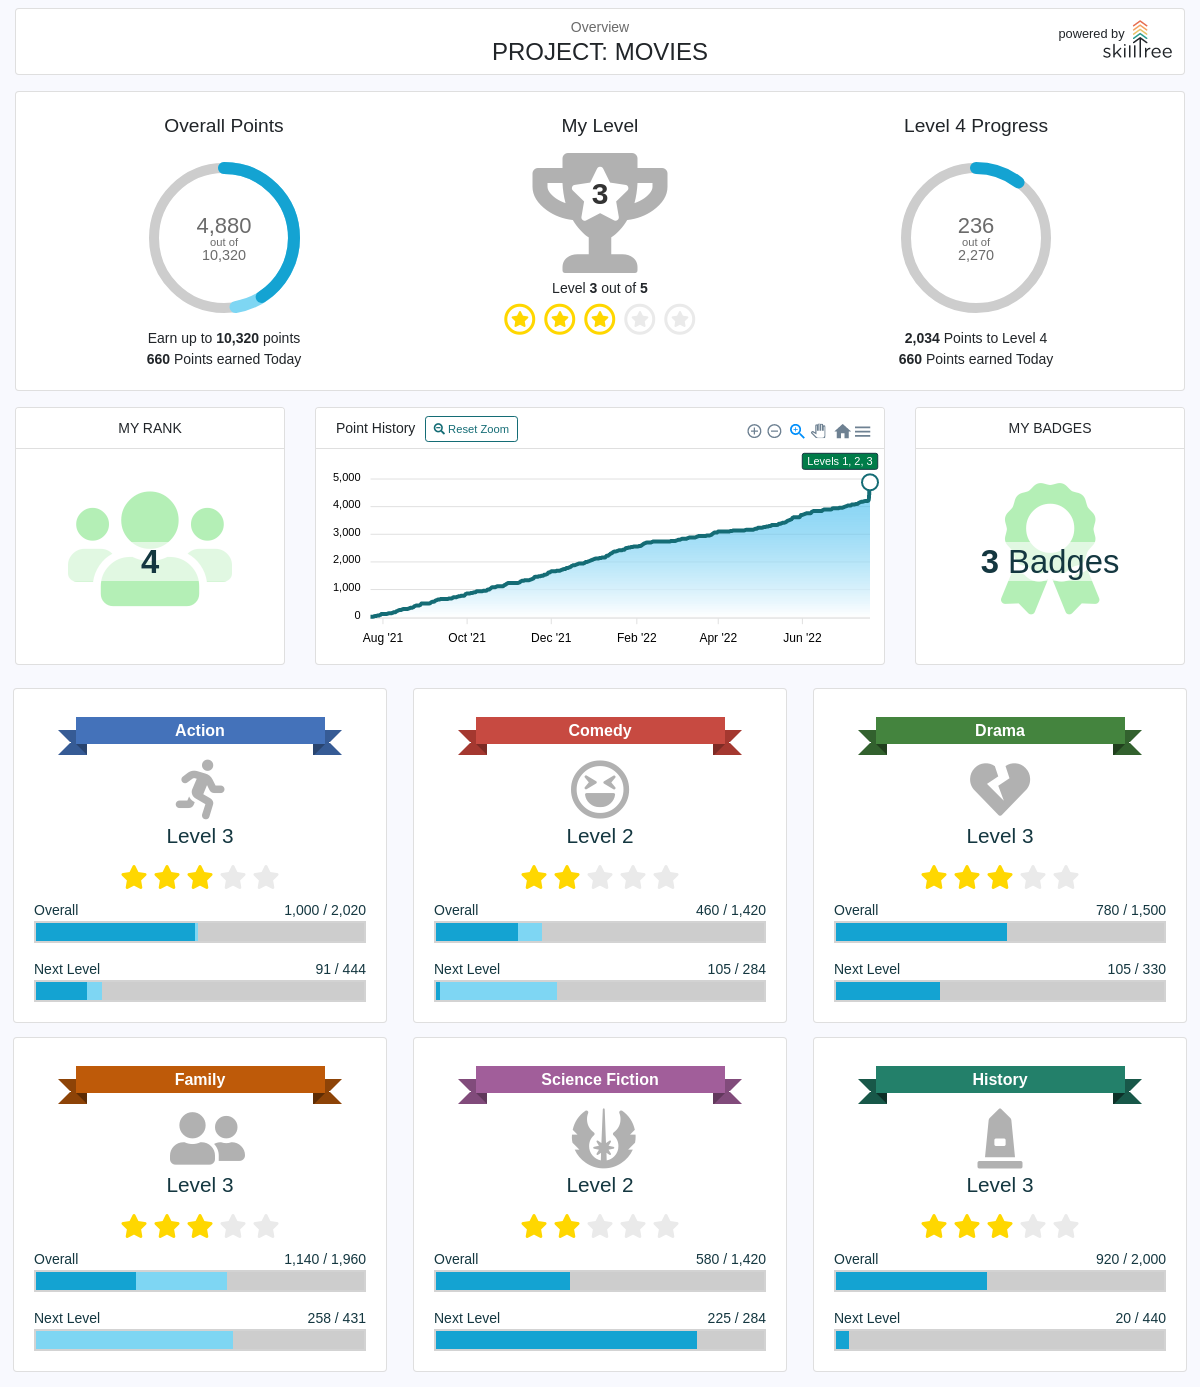 Overview
PROJECT: MOVIES
powered by
skilltree
Overall Points
4,880
out of
10,320
Earn up to 10,320 points
660 Points earned Today
My Level
3
Level 3 out of 5
Level 4 Progress
236
out of
2,270
2,034 Points to Level 4
660 Points earned Today
MY RANK
4
Point History
Reset Zoom
Levels 1, 2, 3
5,000
4,000
3,000
2,000
1,000
0
Aug '21
Oct '21
Dec '21
Feb '22
Apr '22
Jun '22
MY BADGES
3 Badges
Action
Level 3
Overall 1,000 / 2,020
Next Level 91 / 444
Comedy
Level 2
Overall 460 / 1,420
Next Level 105 / 284
Drama
Level 3
Overall 780 / 1,500
Next Level 105 / 330
Family
Level 3
Overall 1,140 / 1,960
Next Level 258 / 431
Science Fiction
Level 2
Overall 580 / 1,420
Next Level 225 / 284
History
Level 3
Overall 920 / 2,000
Next Level 20 / 440